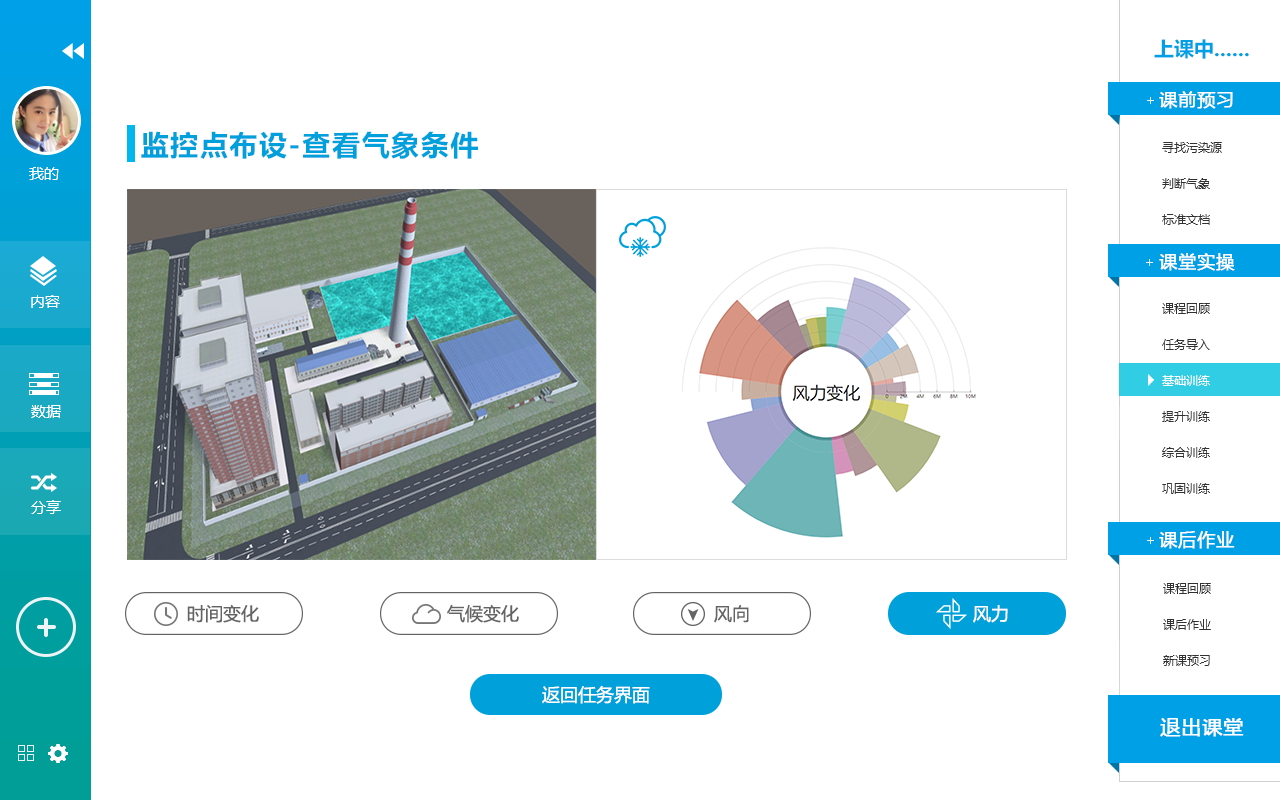 我的
内容
数据
分享
监控点布设-查看气象条件
风力变化
0 2M 4M 6M 8M 10M
时间变化
气候变化
风向
风力
返回任务界面
上课中......
+ 课前预习
寻找污染源
判断气象
标准文档
+ 课堂实操
课程回顾
任务导入
基础训练
提升训练
综合训练
巩固训练
+ 课后作业
课程回顾
课后作业
新课预习
退出课堂